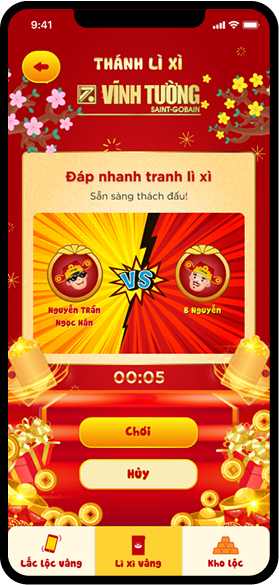 9:41
THÁNH LÌ XÌ
VĨNH TƯỜNG
SAINT-GOBAIN
Đáp nhanh tranh lì xì
Sẵn sàng thách đấu!
VS
Nguyễn Trần
Ngọc Hân
B Nguyễn
00:05
Chơi
Hủy
Lắc lộc vàng
Lì xì vàng
Kho lộc